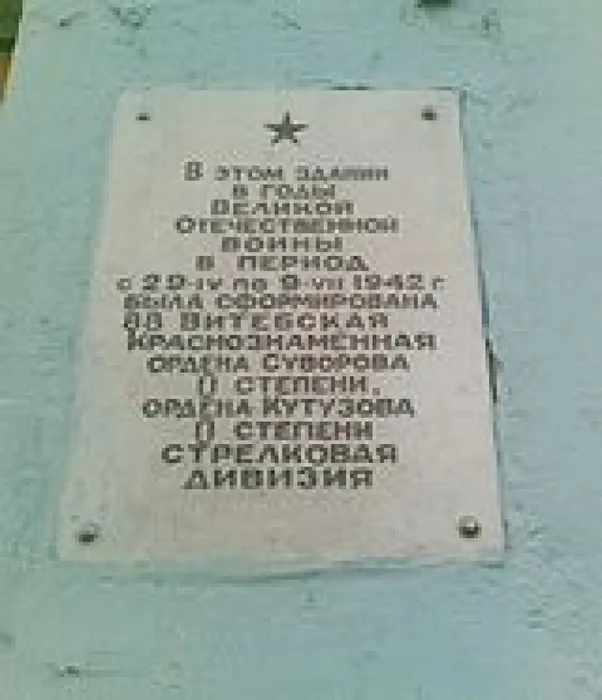 В этом здании
в годы
Великой
Отечественной
войны
в период
с 29-IV по 9-VII 1942 г.
была сформирована
88 Витебская
Краснознаменная
ордена Суворова
II степени,
ордена Кутузова
II степени
стрелковая
дивизия